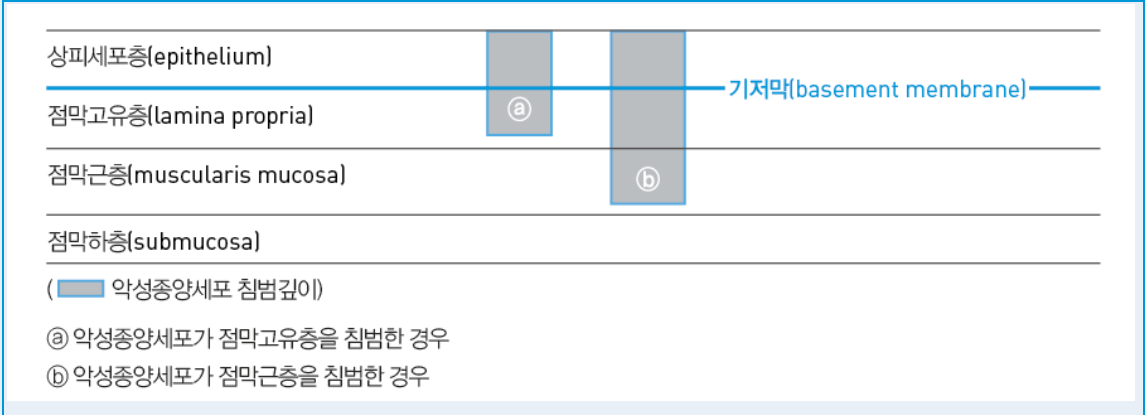 상피세포층(epithelium)
기저막(basement membrane)
점막고유층(lamina propria)
ⓐ
점막근층(muscularis mucosa)
ⓑ
점막하층(submucosa)
( 악성종양세포 침범깊이)
ⓐ 악성종양세포가 점막고유층을 침범한 경우
ⓑ 악성종양세포가 점막근층을 침범한 경우